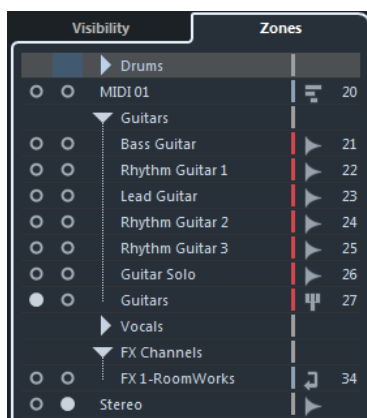 Visibility Zones
Drums
MIDI 01 20
Guitars
Bass Guitar 21
Rhythm Guitar 1 22
Lead Guitar 23
Rhythm Guitar 2 24
Rhythm Guitar 3 25
Guitar Solo 26
Guitars 27
Vocals
FX Channels
FX 1-RoomWorks 34
Stereo